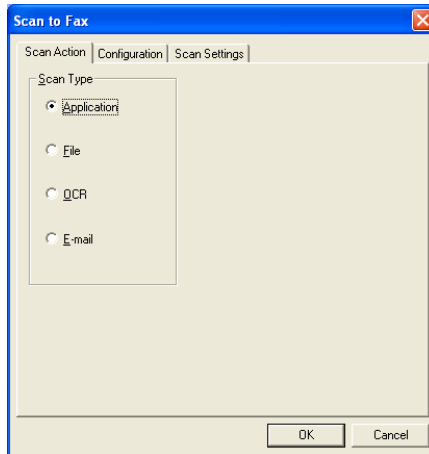 Scan to Fax
Scan Action Configuration Scan Settings
Scan Type
Application
File
OCR
E-mail
OK Cancel